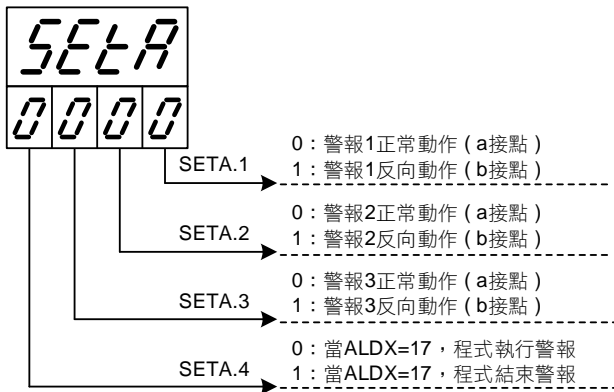 SEtA
0 0 0 0
SETA.1
0：警報1正常動作 ( a接點 )
1：警報1反向動作 ( b接點 )
SETA.2
0：警報2正常動作 ( a接點 )
1：警報2反向動作 ( b接點 )
SETA.3
0：警報3正常動作 ( a接點 )
1：警報3反向動作 ( b接點 )
SETA.4
0：當ALDX=17，程式執行警報
1：當ALDX=17，程式結束警報